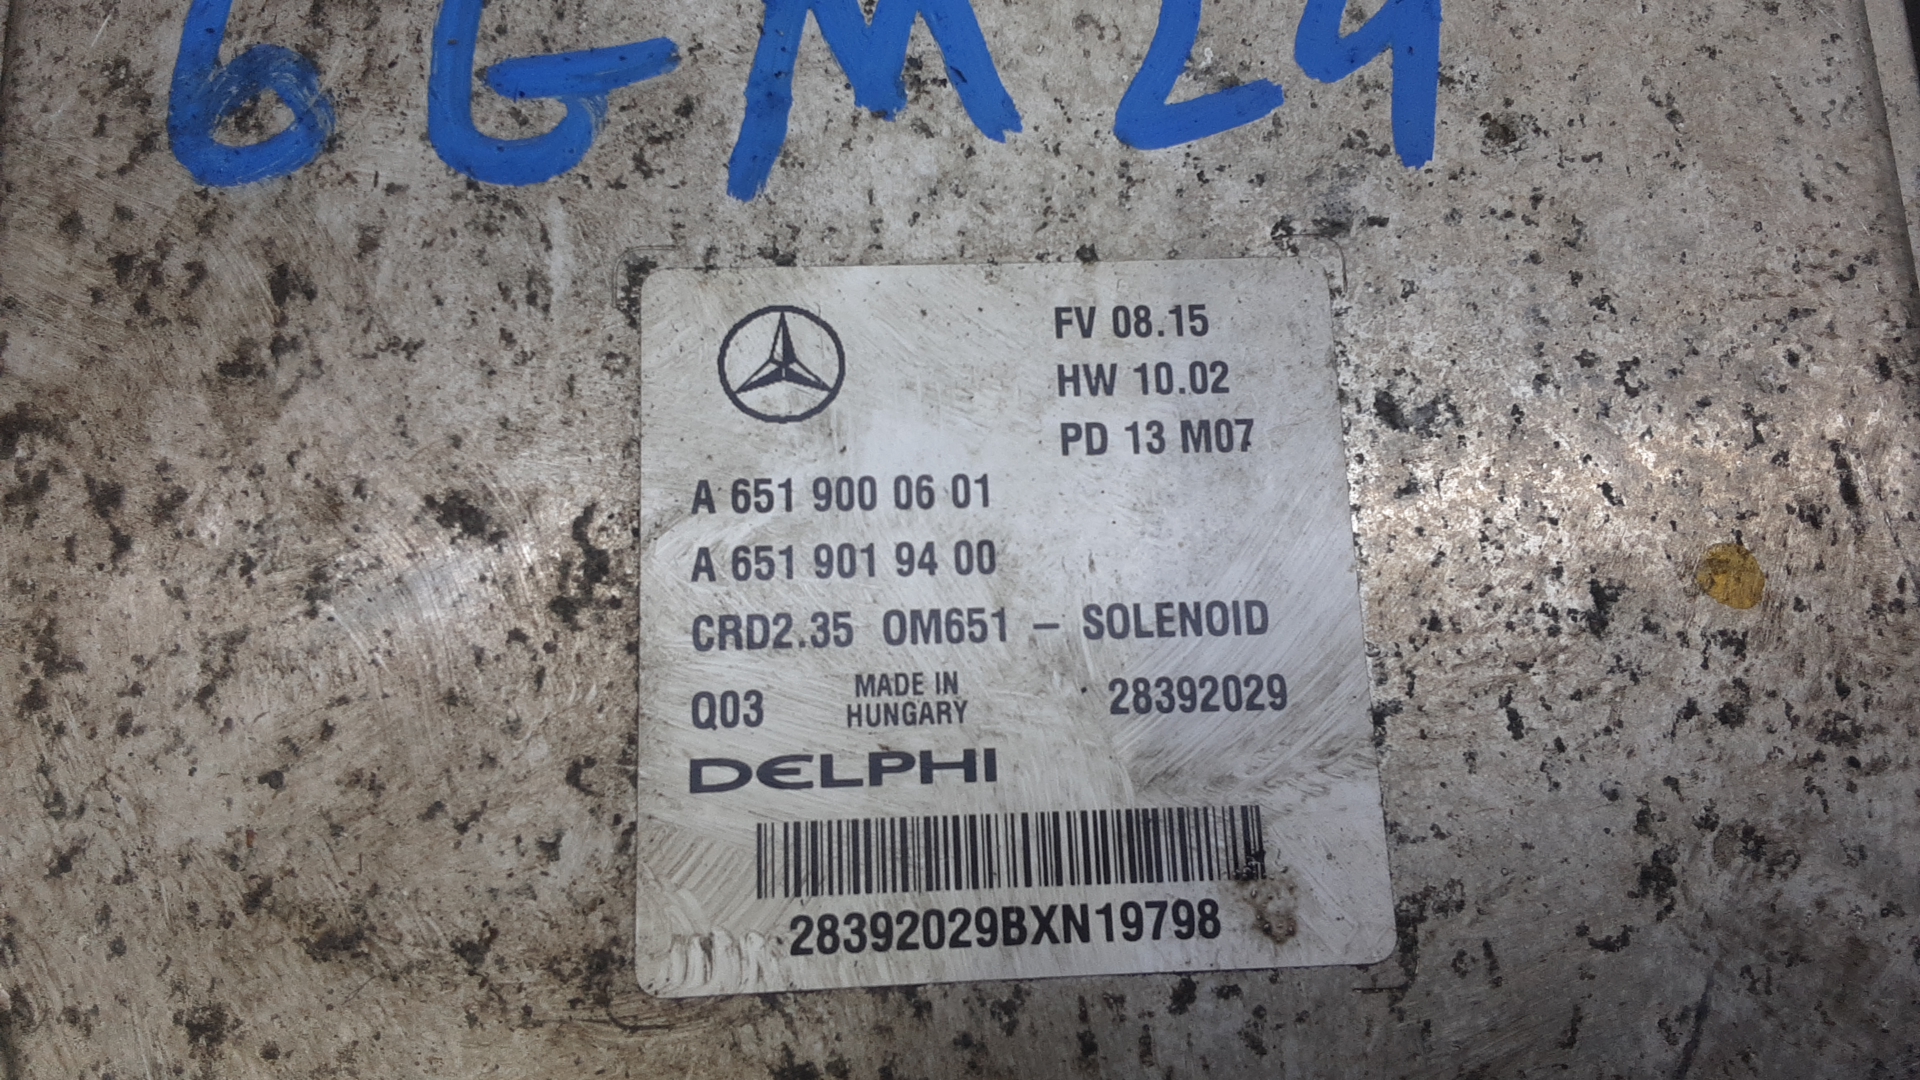 FV 08.15
HW 10.02
PD 13 M07
A 651 900 06 01
A 651 901 94 00
CRD2.35 OM651 – SOLENOID
Q03 MADE IN HUNGARY 28392029
DELPHI
28392029BXN19798